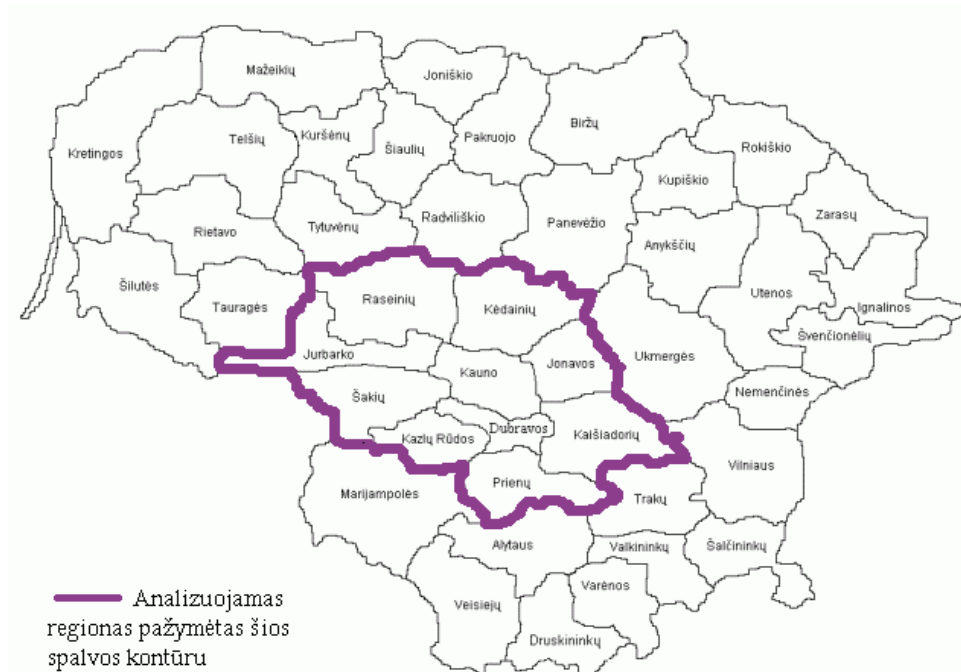 Mažeikių
Joniškio
Biržų
Telšių
Kuršėnų
Šiaulių
Pakruojo
Kretingos
Rokiškio
Kupiškio
Zarasų
Rietavo
Tytuvėnų
Radviliškio
Panevėžio
Anykščių
Šilutės
Tauragės
Raseinių
Kėdainių
Utenos
Ignalinos
Švenčionėlių
Jurbarko
Kauno
Jonavos
Ukmergės
Nemenčinės
Šakių
Kazlų Rūdos
Dubravos
Kaišiadorių
Marijampolės
Prienų
Trakų
Vilniaus
Alytaus
Valkininkų
Šalčininkų
Veisiejų
Varėnos
Druskininkų
Analizuojamas
regionas pažymėtas šios
spalvos kontūru